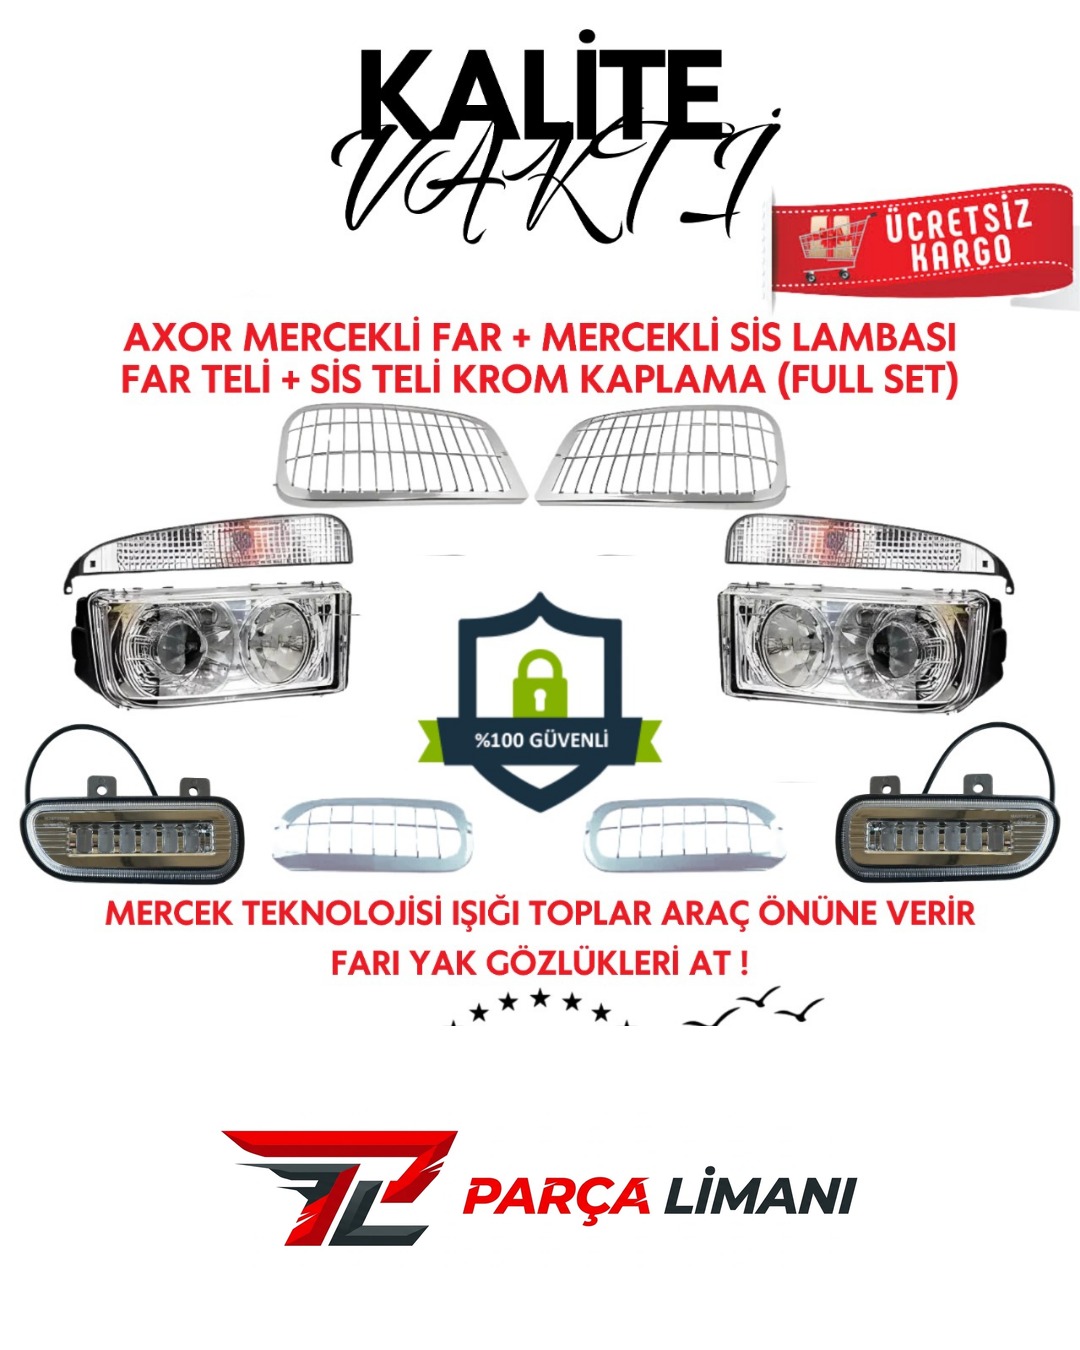 KALİTE
VAKTİ
ÜCRETSİZ
KARGO
AXOR MERCEKLİ FAR + MERCEKLİ SİS LAMBASI
FAR TELİ + SİS TELİ KROM KAPLAMA (FULL SET)
%100 GÜVENLİ
MERCEK TEKNOLOJİSİ IŞIĞI TOPLAR ARAÇ ÖNÜNE VERİR
FARI YAK GÖZLÜKLERİ AT !
PARÇA LİMANI